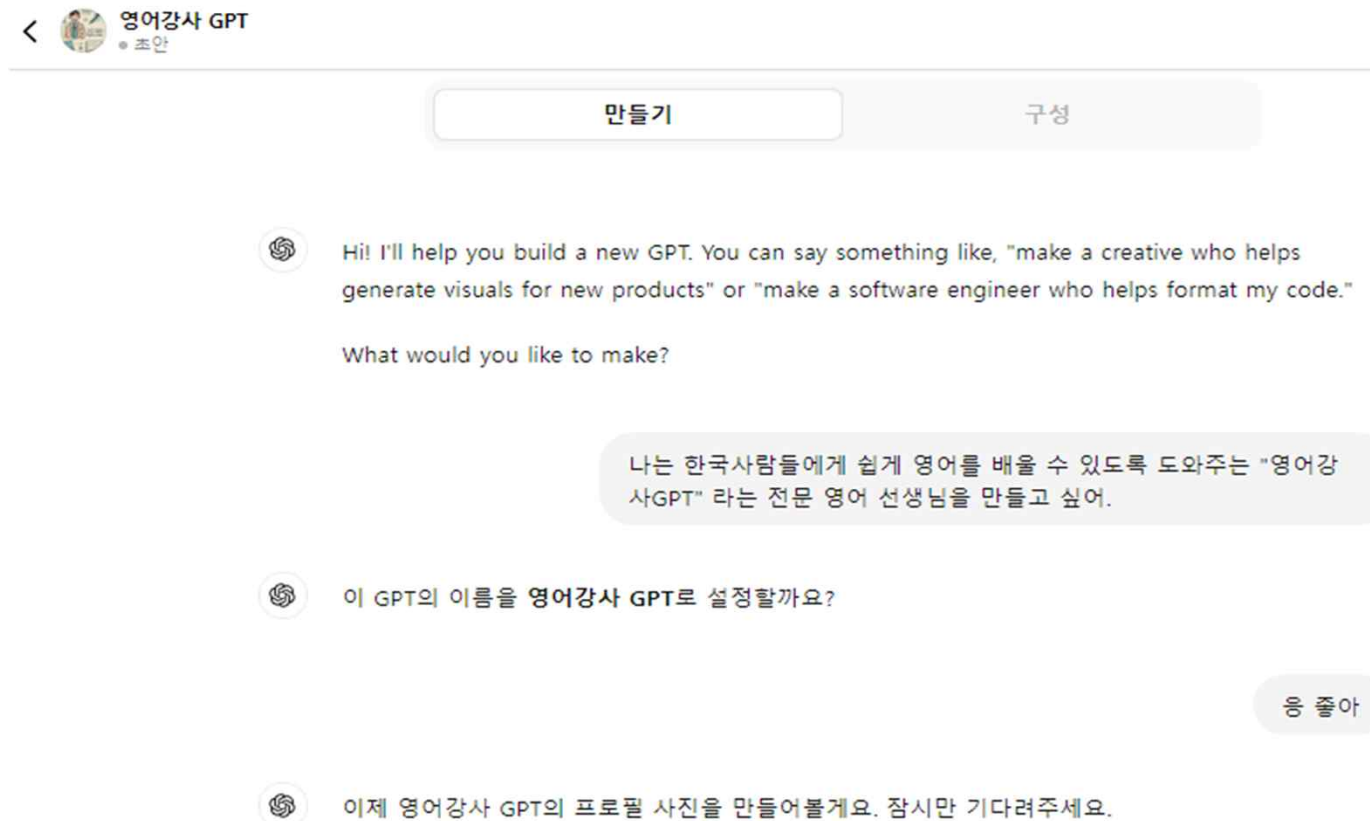 영어강사 GPT
초안
만들기
구성
Hi! I'll help you build a new GPT. You can say something like, "make a creative who helps
generate visuals for new products" or "make a software engineer who helps format my code."
What would you like to make?
나는 한국사람들에게 쉽게 영어를 배울 수 있도록 도와주는 "영어강
사GPT" 라는 전문 영어 선생님을 만들고 싶어.
이 GPT의 이름을 영어강사 GPT로 설정할까요?
응 좋아
이제 영어강사 GPT의 프로필 사진을 만들어볼게요. 잠시만 기다려주세요.